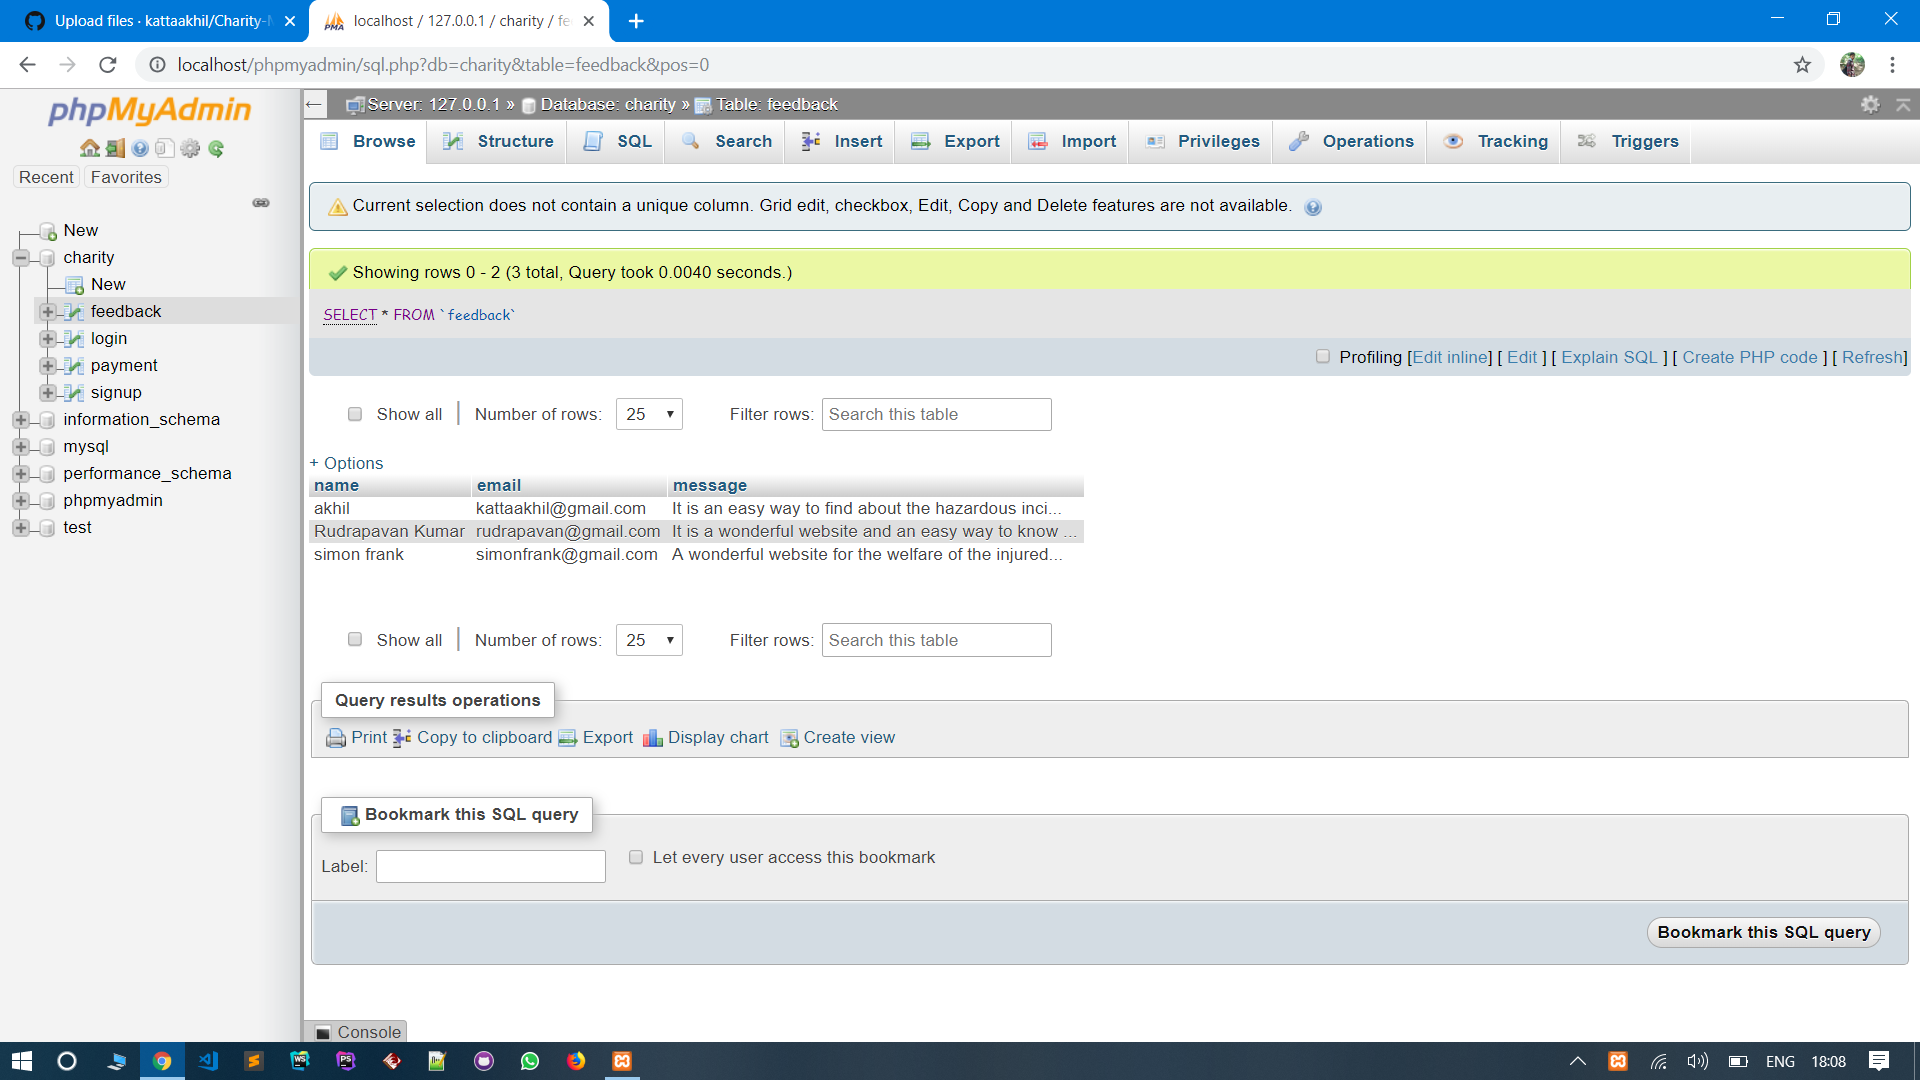 Upload files · kattaakhil/Charity-
localhost / 127.0.0.1 / charity / fe
localhost/phpmyadmin/sql.php?db=charity&table=feedback&pos=0
phpMyAdmin
Recent Favorites
New
charity
New
feedback
login
payment
signup
information_schema
mysql
performance_schema
phpmyadmin
test
Server: 127.0.0.1 » Database: charity » Table: feedback
Browse Structure SQL Search Insert Export Import Privileges Operations Tracking Triggers
Current selection does not contain a unique column. Grid edit, checkbox, Edit, Copy and Delete features are not available.
Showing rows 0 - 2 (3 total, Query took 0.0040 seconds.)
SELECT * FROM `feedback`
Profiling [Edit inline] [ Edit ] [ Explain SQL ] [ Create PHP code ] [ Refresh]
Show all Number of rows: 25 Filter rows: Search this table
+ Options
name email message
akhil kattaakhil@gmail.com It is an easy way to find about the hazardous inci...
Rudrapavan Kumar rudrapavan@gmail.com It is a wonderful website and an easy way to know ...
simon frank simonfrank@gmail.com A wonderful website for the welfare of the injured...
Show all Number of rows: 25 Filter rows: Search this table
Query results operations
Print Copy to clipboard Export Display chart Create view
Bookmark this SQL query
Label: Let every user access this bookmark
Bookmark this SQL query
Console
ENG 18:08